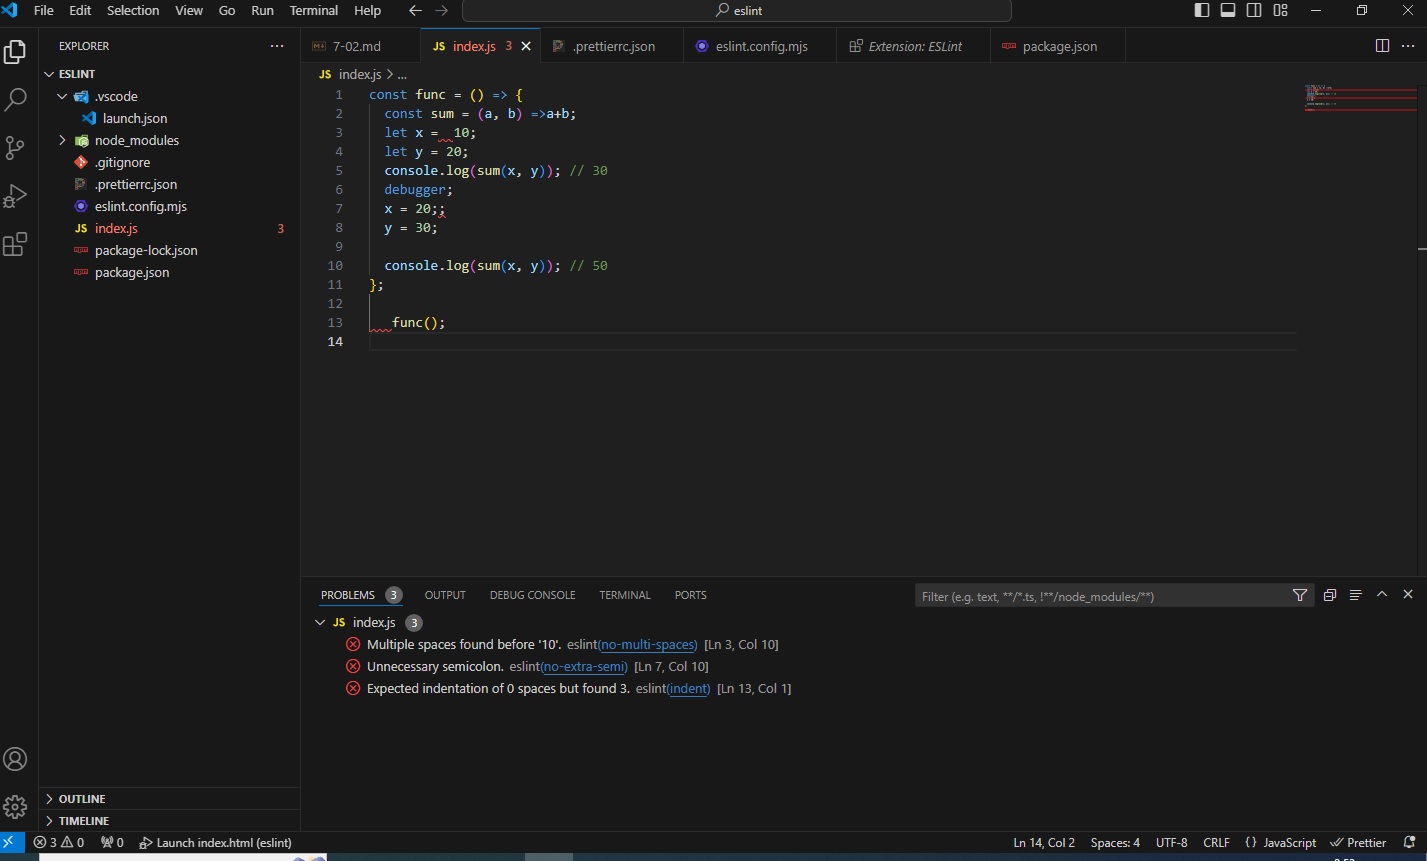 File Edit Selection View Go Run Terminal Help eslint
EXPLORER
ESLINT
.vscode
launch.json
node_modules
.gitignore
.prettierrc.json
eslint.config.mjs
JS index.js 3
package-lock.json
package.json
OUTLINE
TIMELINE
7-02.md JS index.js 3 .prettierrc.json eslint.config.mjs Extension: ESLint package.json
JS index.js > ...
1 const func = () => {
2   const sum = (a, b) =>a+b;
3   let x =  10;
4   let y = 20;
5   console.log(sum(x, y)); // 30
6   debugger;
7   x = 20;;
8   y = 30;
9
10   console.log(sum(x, y)); // 50
11 };
12
13    func();
14
PROBLEMS 3 OUTPUT DEBUG CONSOLE TERMINAL PORTS Filter (e.g. text, **/*.ts, !**/node_modules/**)
JS index.js 3
Multiple spaces found before '10'. eslint(no-multi-spaces) [Ln 3, Col 10]
Unnecessary semicolon. eslint(no-extra-semi) [Ln 7, Col 10]
Expected indentation of 0 spaces but found 3. eslint(indent) [Ln 13, Col 1]
3 0 0 Launch index.html (eslint) Ln 14, Col 2 Spaces: 4 UTF-8 CRLF {} JavaScript Prettier